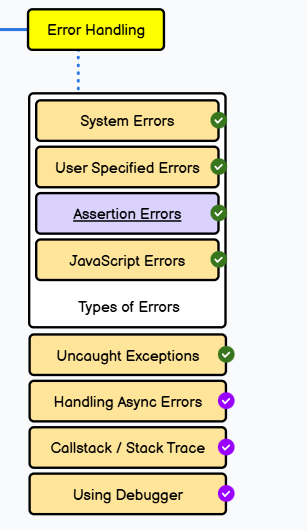 Error Handling
System Errors
User Specified Errors
Assertion Errors
JavaScript Errors
Types of Errors
Uncaught Exceptions
Handling Async Errors
Callstack / Stack Trace
Using Debugger